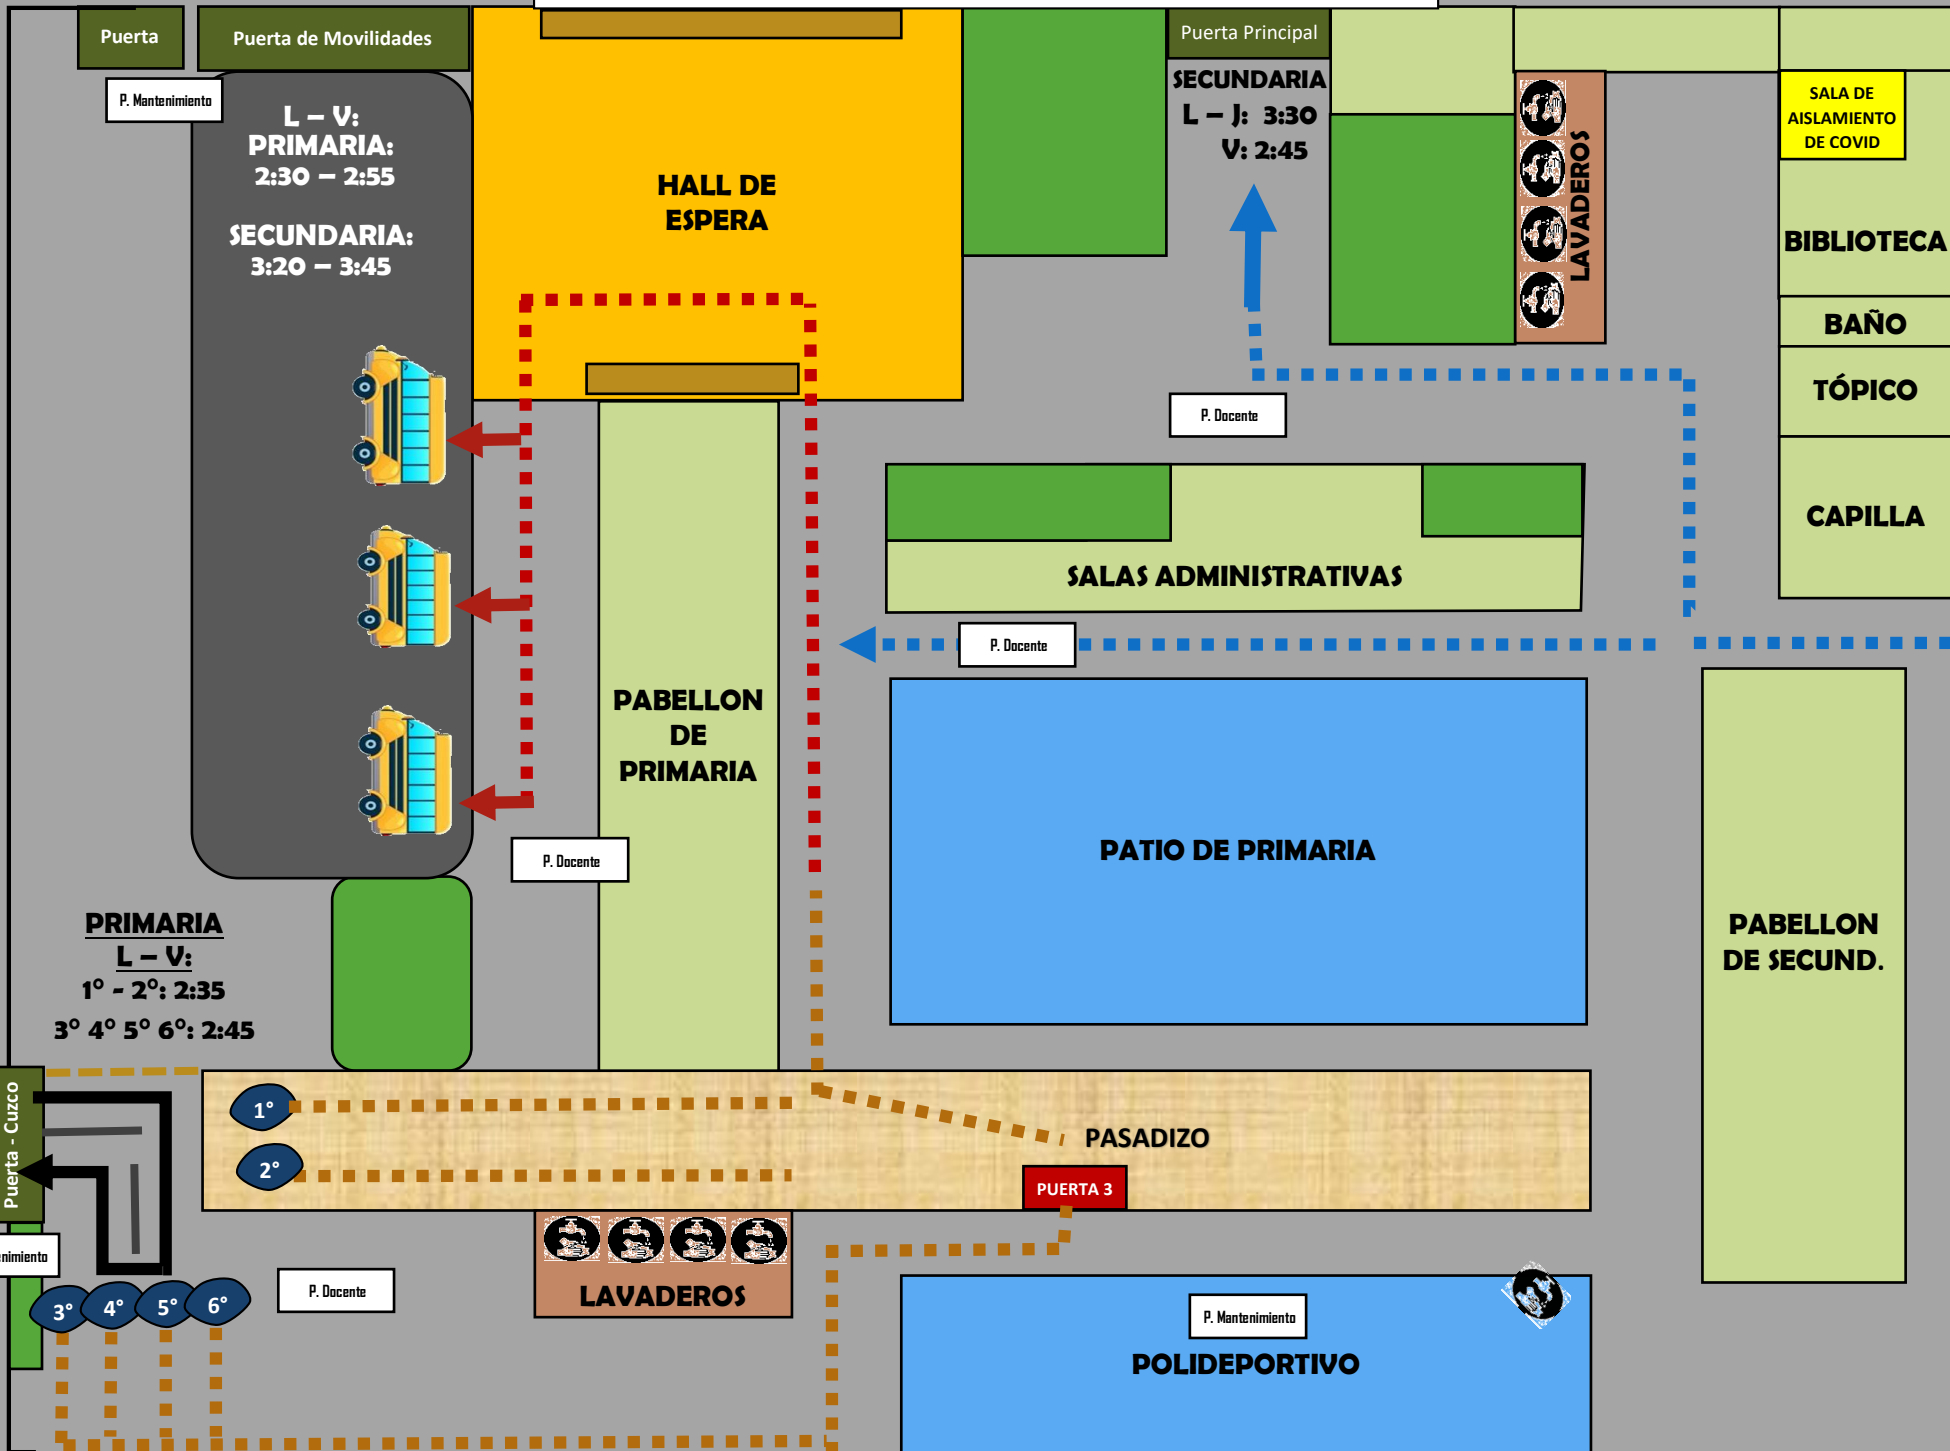 Puerta
Puerta de Movilidades
Puerta Principal
P. Mantenimiento
L – V:
PRIMARIA:
2:30 – 2:55
SECUNDARIA:
3:20 – 3:45
HALL DE
ESPERA
SECUNDARIA
L – J: 3:30
V: 2:45
LAVADEROS
SALA DE
AISLAMIENTO
DE COVID
BIBLIOTECA
BAÑO
TÓPICO
CAPILLA
P. Docente
SALAS ADMINISTRATIVAS
P. Docente
PABELLON
DE
PRIMARIA
PATIO DE PRIMARIA
P. Docente
PABELLON
DE SECUND.
PRIMARIA
L – V:
1° - 2°: 2:35
3° 4° 5° 6°: 2:45
Puerta - Cuzco
1°
2°
PASADIZO
PUERTA 3
enimiento
P. Docente
LAVADEROS
3°
4°
5°
6°
P. Mantenimiento
POLIDEPORTIVO